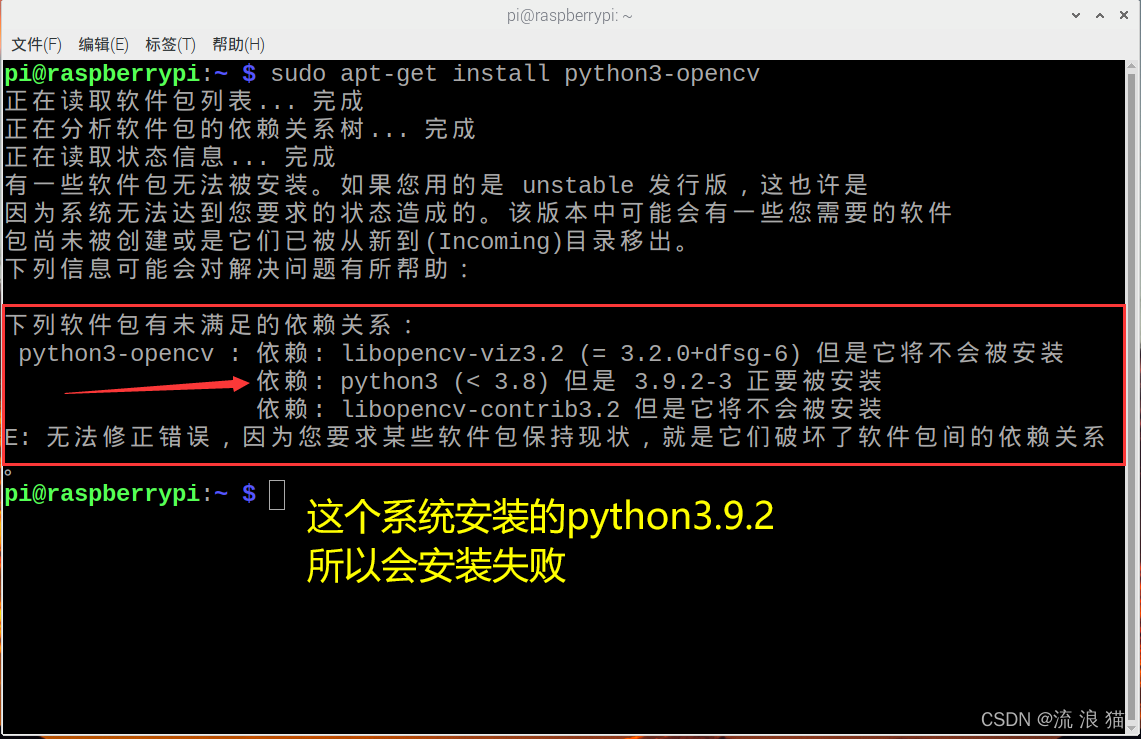 pi@raspberrypi: ~
文件(F) 编辑(E) 标签(T) 帮助(H)
pi@raspberrypi:~ $ sudo apt-get install python3-opencv
正在读取软件包列表... 完成
正在分析软件包的依赖关系树... 完成
正在读取状态信息... 完成
有一些软件包无法被安装。如果您用的是 unstable 发行版，这也许是
因为系统无法达到您要求的状态造成的。该版本中可能会有一些您需要的软件
包尚未被创建或是它们已被从新到(Incoming)目录移出。
下列信息可能会对解决问题有所帮助：
下列软件包有未满足的依赖关系：
python3-opencv : 依赖: libopencv-viz3.2 (= 3.2.0+dfsg-6) 但是它将不会被安装
依赖: python3 (< 3.8) 但是 3.9.2-3 正要被安装
依赖: libopencv-contrib3.2 但是它将不会被安装
E: 无法修正错误，因为您要求某些软件包保持现状，就是它们破坏了软件包间的依赖关系
。
pi@raspberrypi:~ $
这个系统安装的python3.9.2
所以会安装失败
CSDN @流 浪 猫